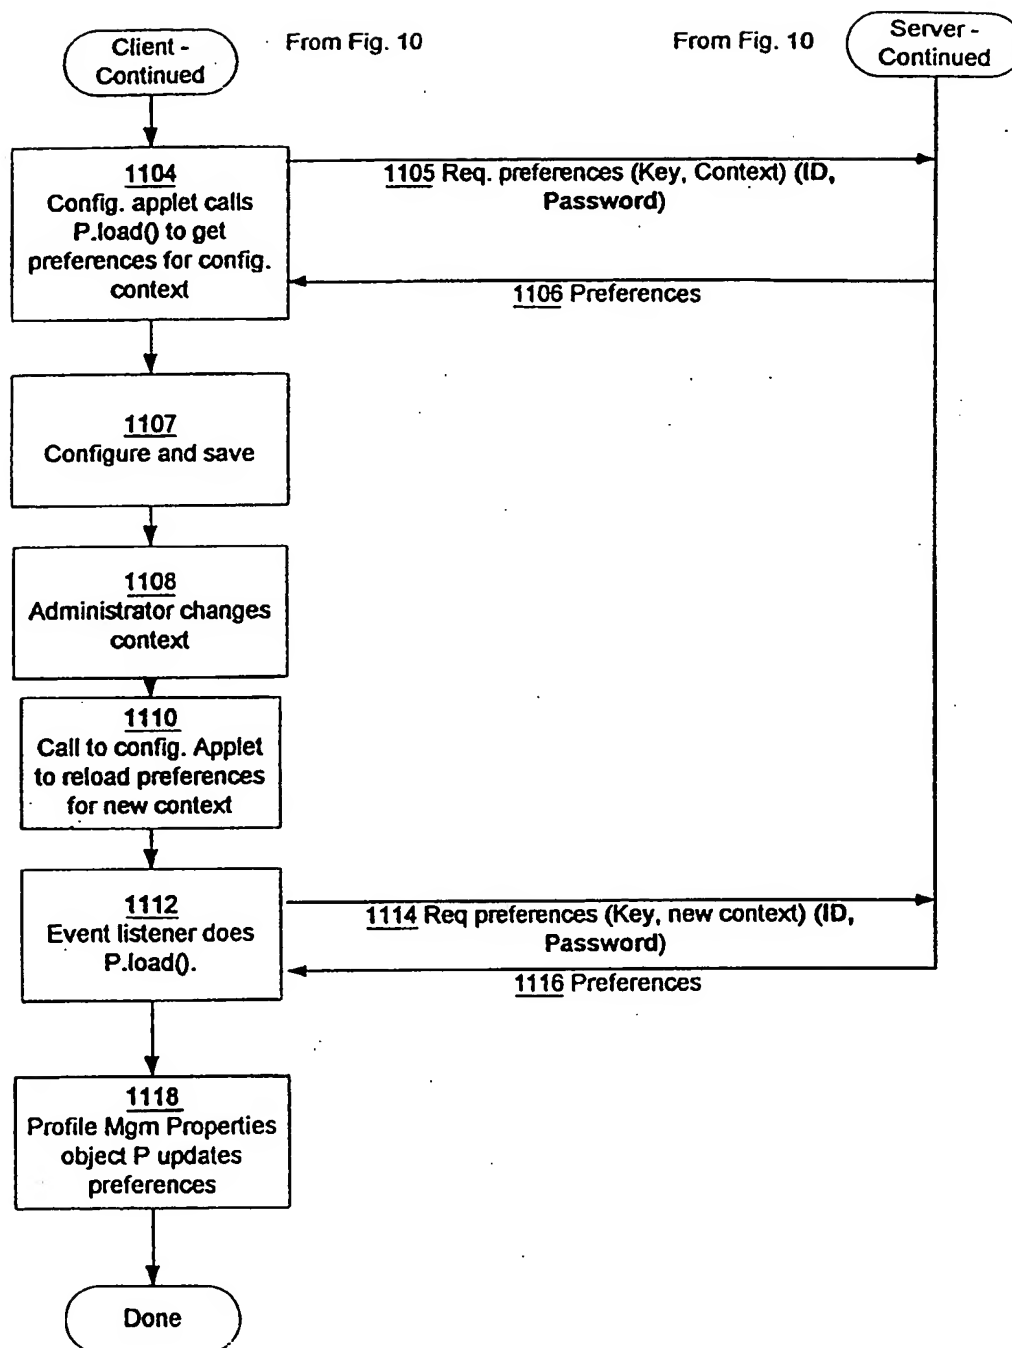 Client -
Continued
From Fig. 10
From Fig. 10
Server -
Continued
1104
Config. applet calls
P.load() to get
preferences for config.
context
1105 Req. preferences (Key, Context) (ID,
Password)
1106 Preferences
1107
Configure and save
1108
Administrator changes
context
1110
Call to config. Applet
to reload preferences
for new context
1112
Event listener does
P.load().
1114 Req preferences (Key, new context) (ID,
Password)
1116 Preferences
1118
Profile Mgm Properties
object P updates
preferences
Done